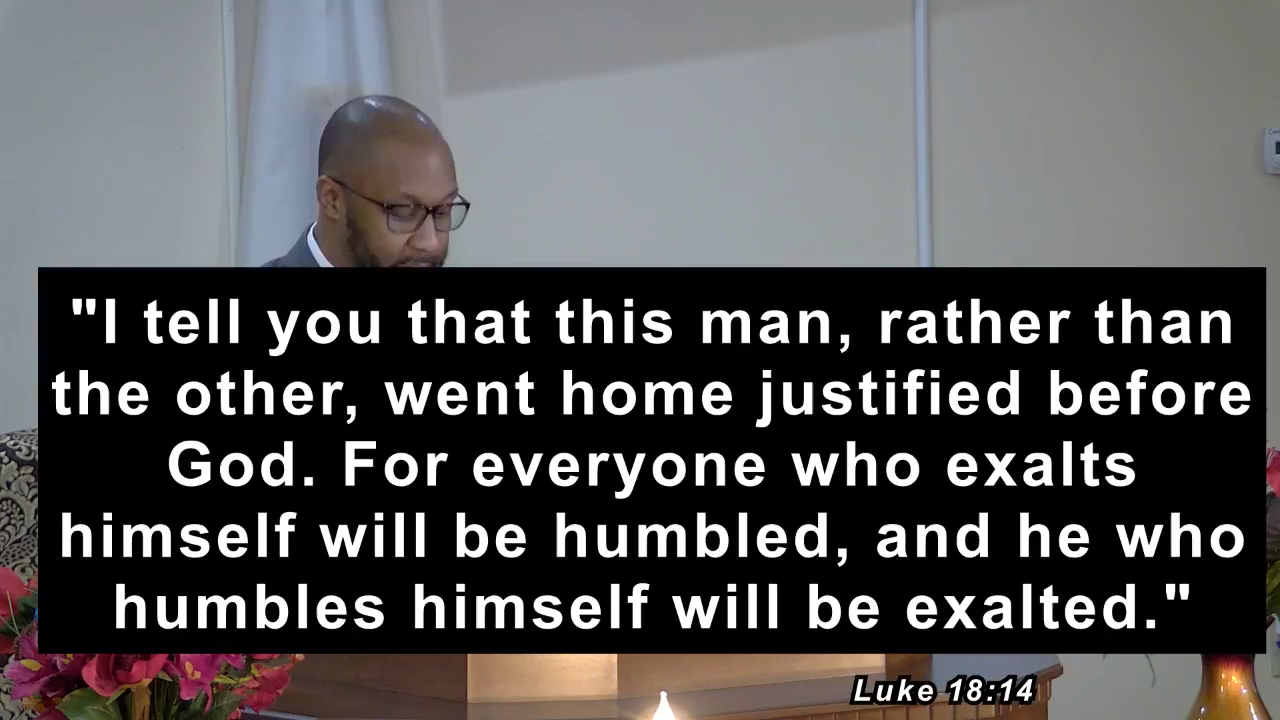 "I tell you that this man, rather than
the other, went home justified before
God. For everyone who exalts
himself will be humbled, and he who
humbles himself will be exalted."
Luke 18:14